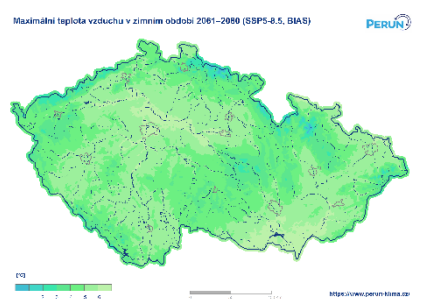 Maximální teplota vzduchu v zimním období 2061–2080 (SSP5-8.5, BIAS)
PERUN
[°C]
https://www.perun-klima.cz/